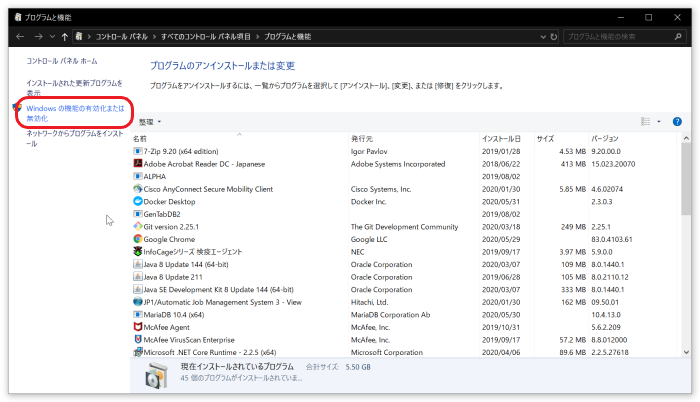 プログラムと機能
コントロール パネル > すべてのコントロール パネル項目 > プログラムと機能
プログラムと機能の検索
コントロール パネル ホーム
インストールされた更新プログラムを
表示
Windows の機能の有効化または
無効化
ネットワークからプログラムをインスト
ール
プログラムのアンインストールまたは変更
プログラムをアンインストールするには、一覧からプログラムを選択して [アンインストール]、[変更]、または [修復] をクリックします。
整理
名前 発行元 インストール日 サイズ バージョン
7-Zip 9.20 (x64 edition) Igor Pavlov 2019/01/28 4.53 MB 9.20.00.0
Adobe Acrobat Reader DC - Japanese Adobe Systems Incorporated 2018/06/22 413 MB 15.023.20070
ALPHA 2019/08/02
Cisco AnyConnect Secure Mobility Client Cisco Systems, Inc. 2020/01/30 5.85 MB 4.6.02074
Docker Desktop Docker Inc. 2020/05/31 2.3.0.3
GenTabDB2 2019/08/02
Git version 2.25.1 The Git Development Community 2020/03/18 249 MB 2.25.1
Google Chrome Google LLC 2020/05/29 83.0.4103.61
InfoCageシリーズ 検疫エージェント NEC 2019/09/17 3.97 MB 5.9.0.0
Java 8 Update 144 (64-bit) Oracle Corporation 2020/03/07 109 MB 8.0.1440.1
Java 8 Update 211 Oracle Corporation 2019/06/28 105 MB 8.0.2110.12
Java SE Development Kit 8 Update 144 (64-bit) Oracle Corporation 2020/03/07 333 MB 8.0.1440.1
JP1/Automatic Job Management System 3 - View Hitachi, Ltd. 2020/01/30 162 MB 09.50.01
MariaDB 10.4 (x64) MariaDB Corporation Ab 2020/05/30 10.4.13.0
McAfee Agent McAfee, Inc. 2019/10/31 5.6.2.209
McAfee VirusScan Enterprise McAfee, Inc. 2019/09/17 57.2 MB 8.8.012000
Microsoft .NET Core Runtime - 2.2.5 (x64) Microsoft Corporation 2020/04/06 89.6 MB 2.2.5.27618
現在インストールされているプログラム 合計サイズ: 5.50 GB
45 個のプログラムがインストールされていま...